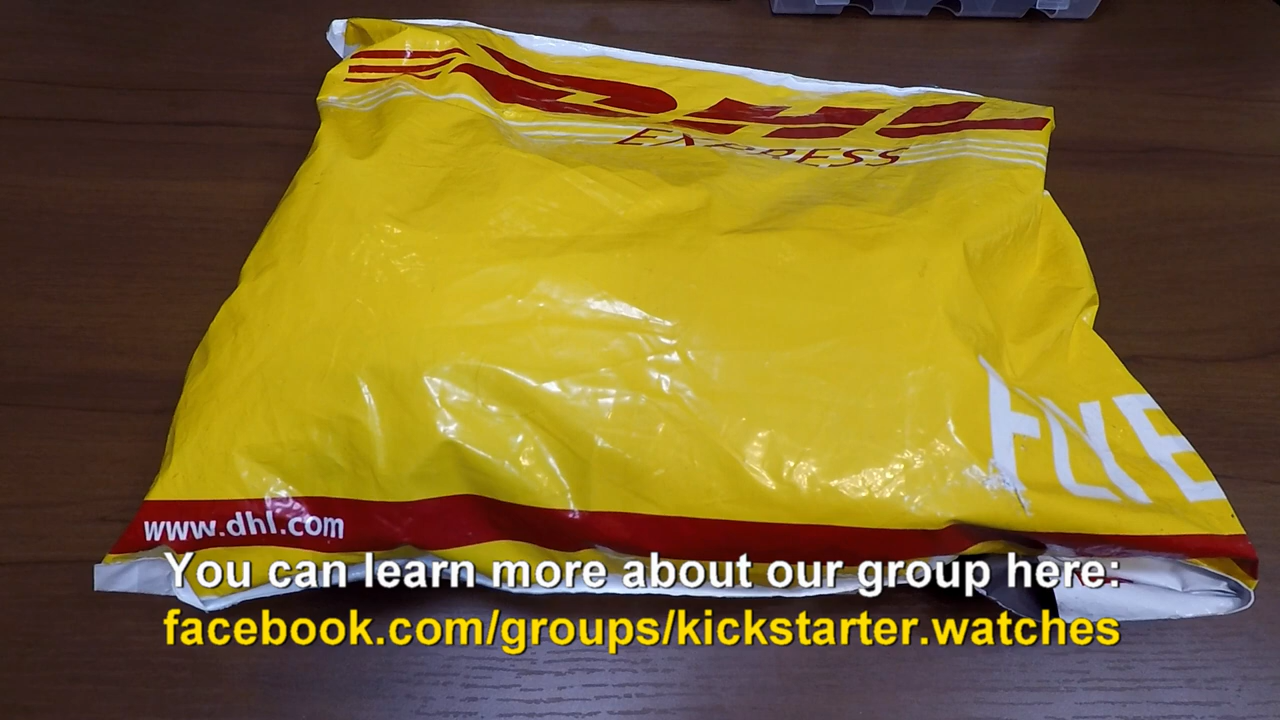 DHL
EXPRESS
FLYE
www.dhl.com
You can learn more about our group here:
facebook.com/groups/kickstarter.watches